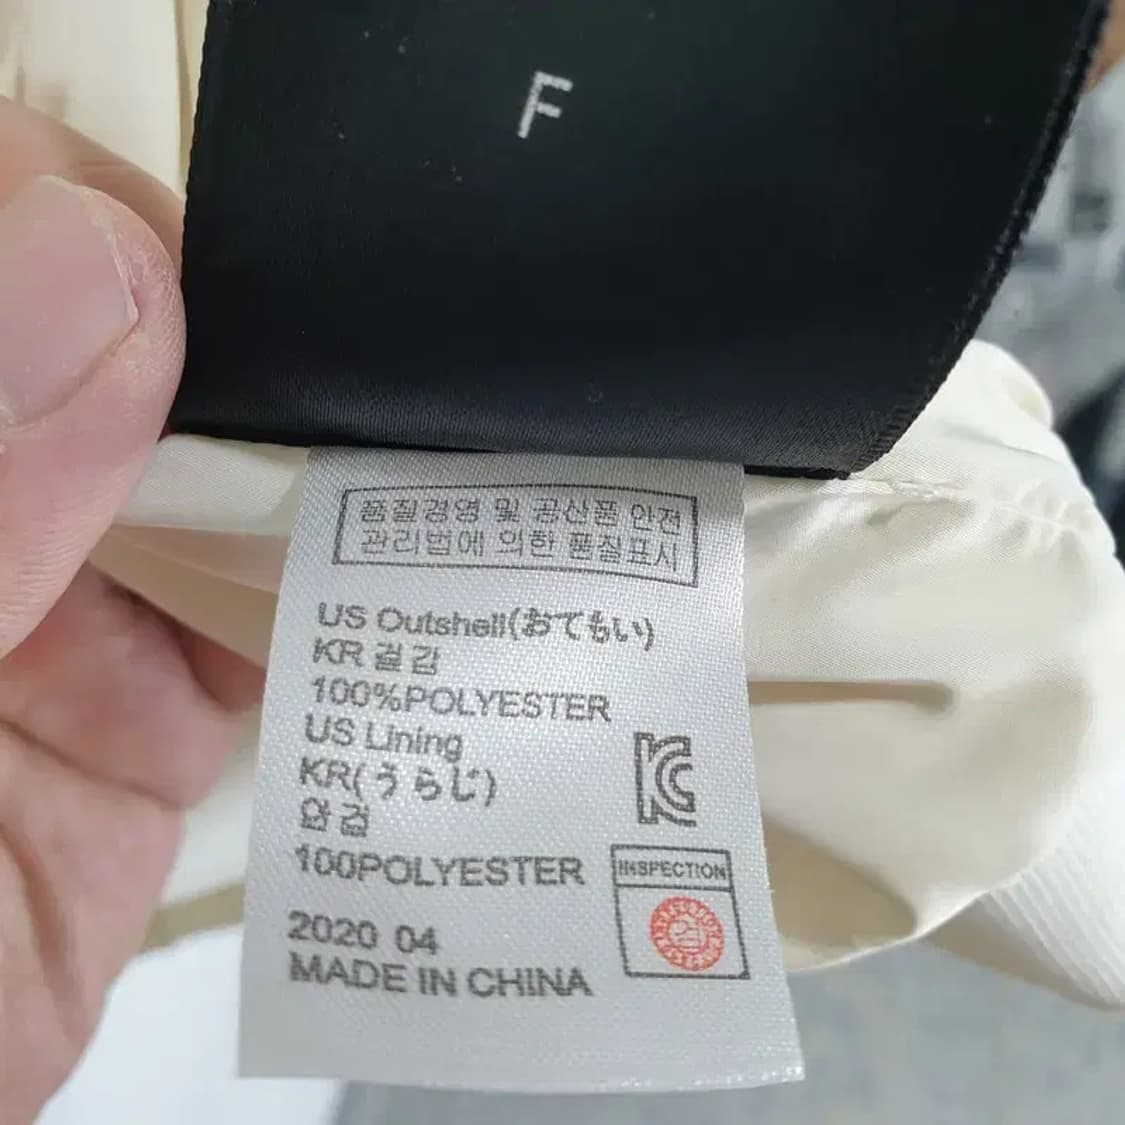 F
품질경영 및 공산품 안전
관리법에 의한 품질표시
US Outshell(おてもい)
KR 겉감
100%POLYESTER
US Lining
KR(うらじ)
안감
100POLYESTER
KC
INSPECTION
2020 04
MADE IN CHINA